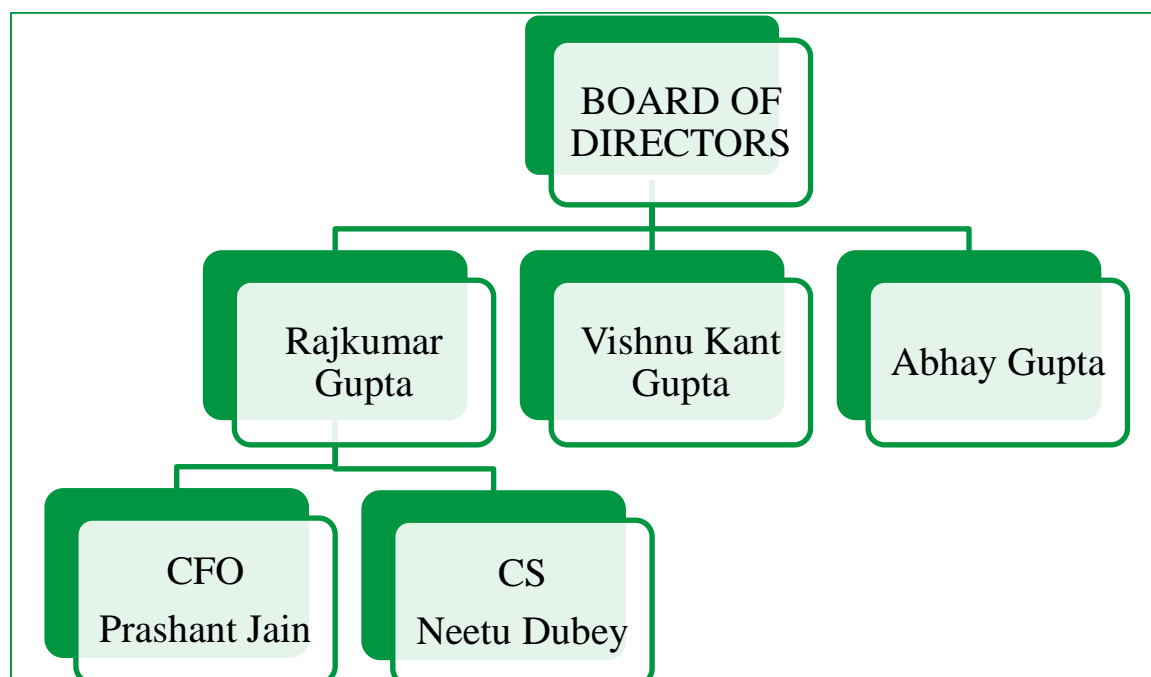 BOARD OF
DIRECTORS
Rajkumar
Gupta
Vishnu Kant
Gupta
Abhay Gupta
CFO
Prashant Jain
CS
Neetu Dubey